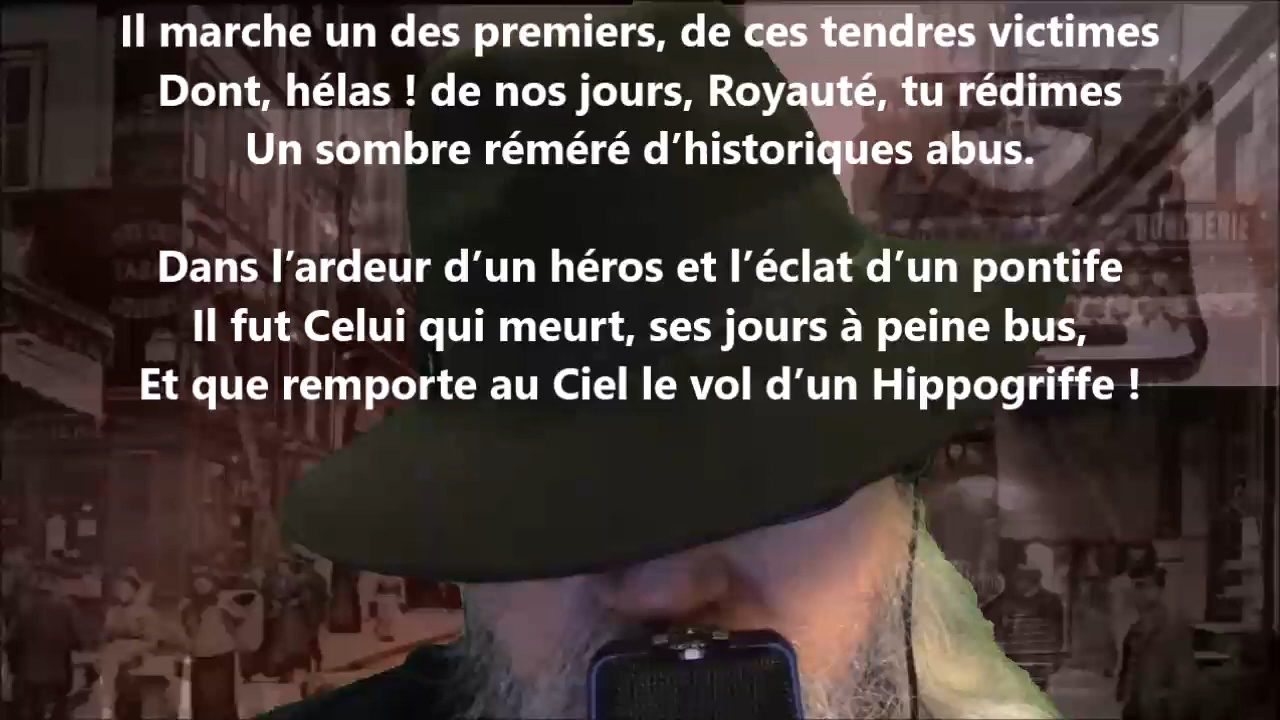 Il marche un des premiers, de ces tendres victimes
Dont, hélas ! de nos jours, Royauté, tu rédimes
Un sombre réméré d’historiques abus.
Dans l’ardeur d’un héros et l’éclat d’un pontife
Il fut Celui qui meurt, ses jours à peine bus,
Et que remporte au Ciel le vol d’un Hippogriffe !